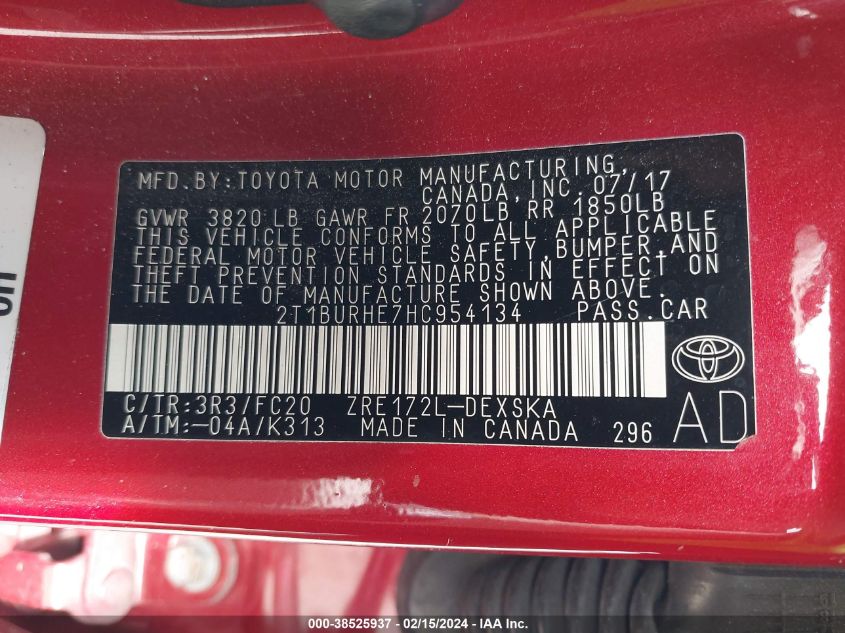 MFD. BY: TOYOTA MOTOR MANUFACTURING,
CANADA, INC. 07/17
GVWR 3820 LB GAWR FR 2070LB RR 1850LB
THIS VEHICLE CONFORMS TO ALL APPLICABLE
FEDERAL MOTOR VEHICLE SAFETY, BUMPER, AND
THEFT PREVENTION STANDARDS IN EFFECT ON
THE DATE OF MANUFACTURE SHOWN ABOVE.
2T1BURHE7HC954134 PASS. CAR
C/TR: 3R3/FC20 ZRE172L-DEXSKA
A/TM: -04A/K313 MADE IN CANADA 296 AD
000-38525937 - 02/15/2024 - IAA Inc.